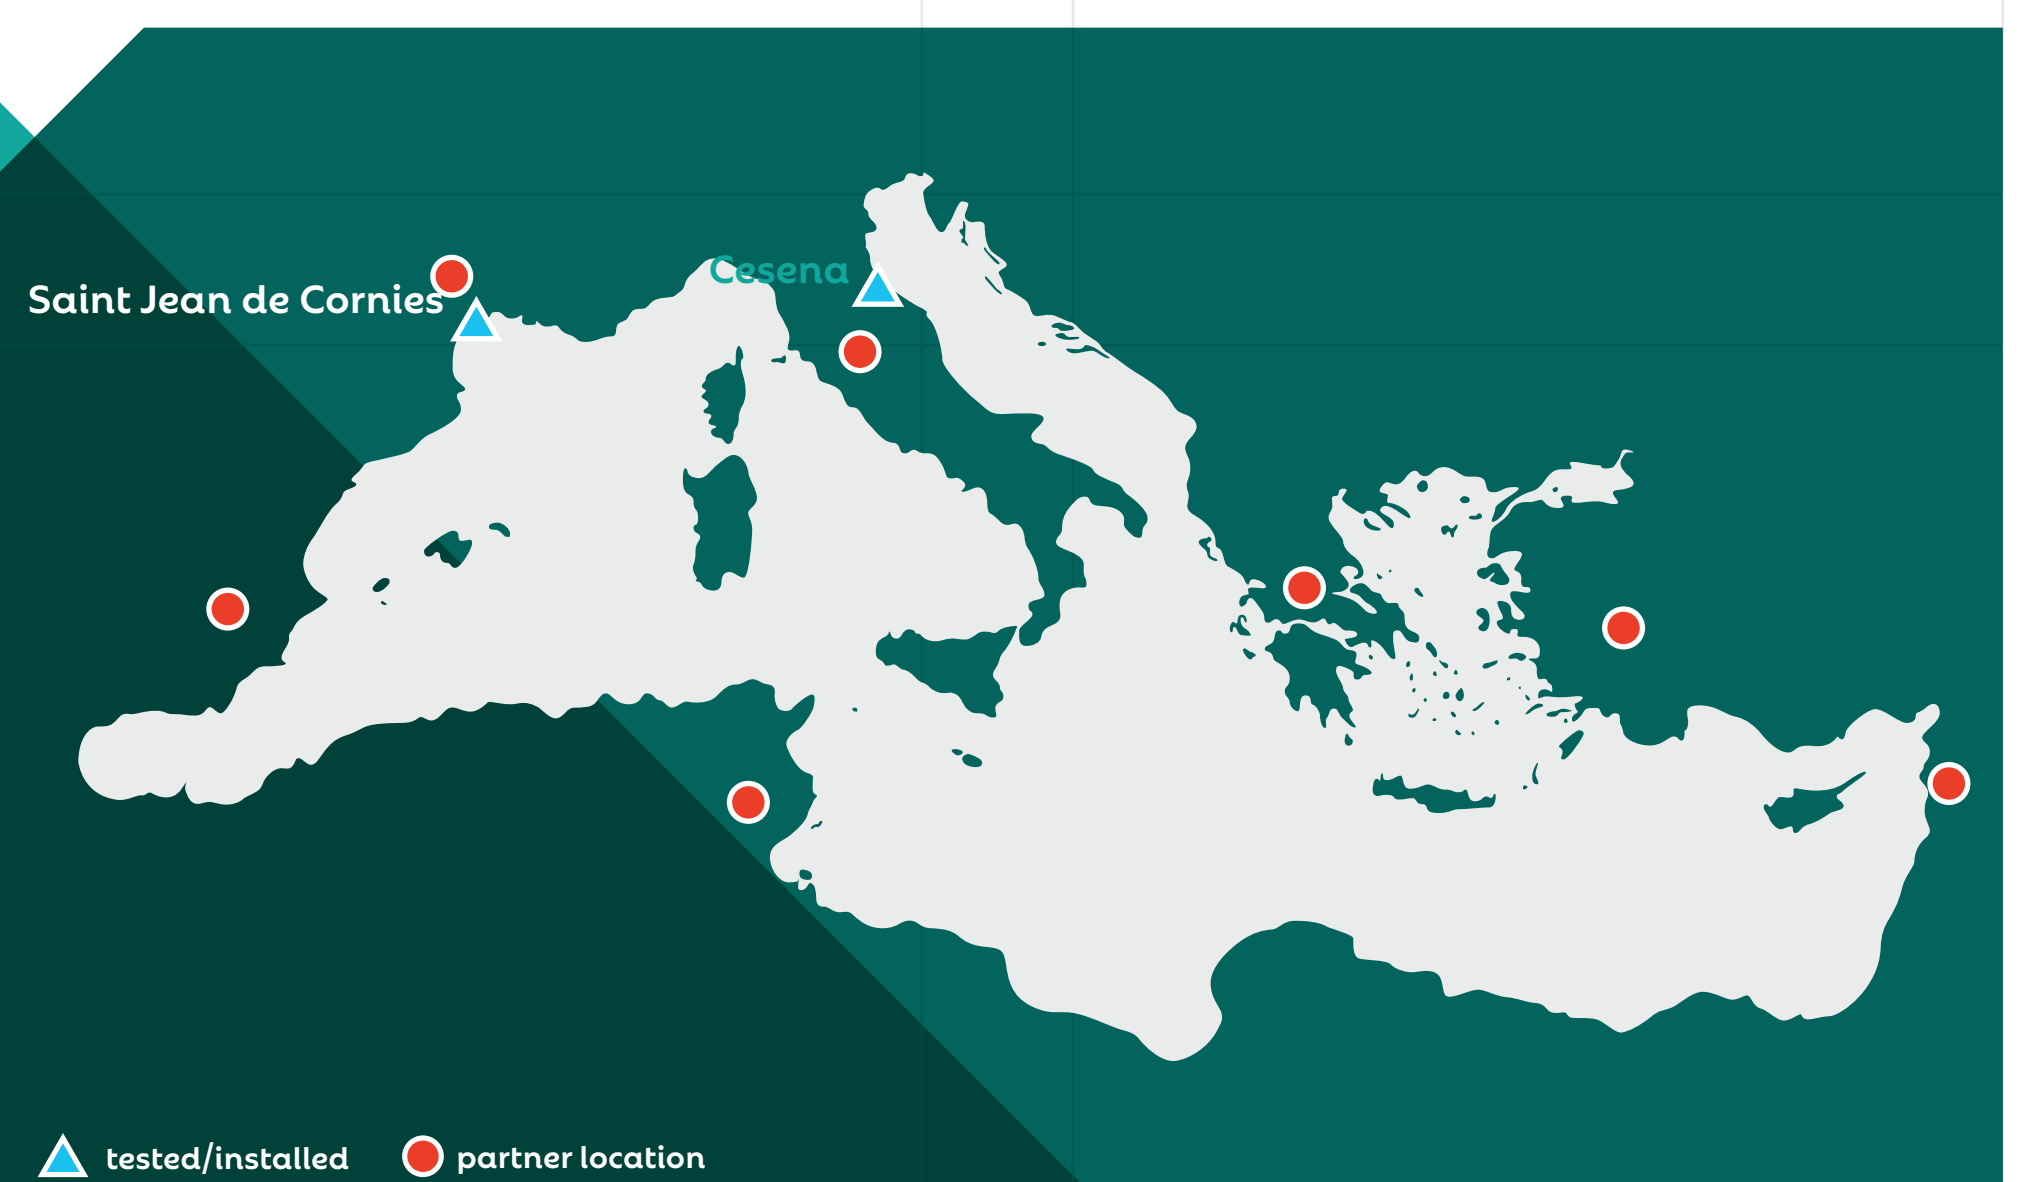 Cesena
Saint Jean de Cornies
tested/installed
partner location